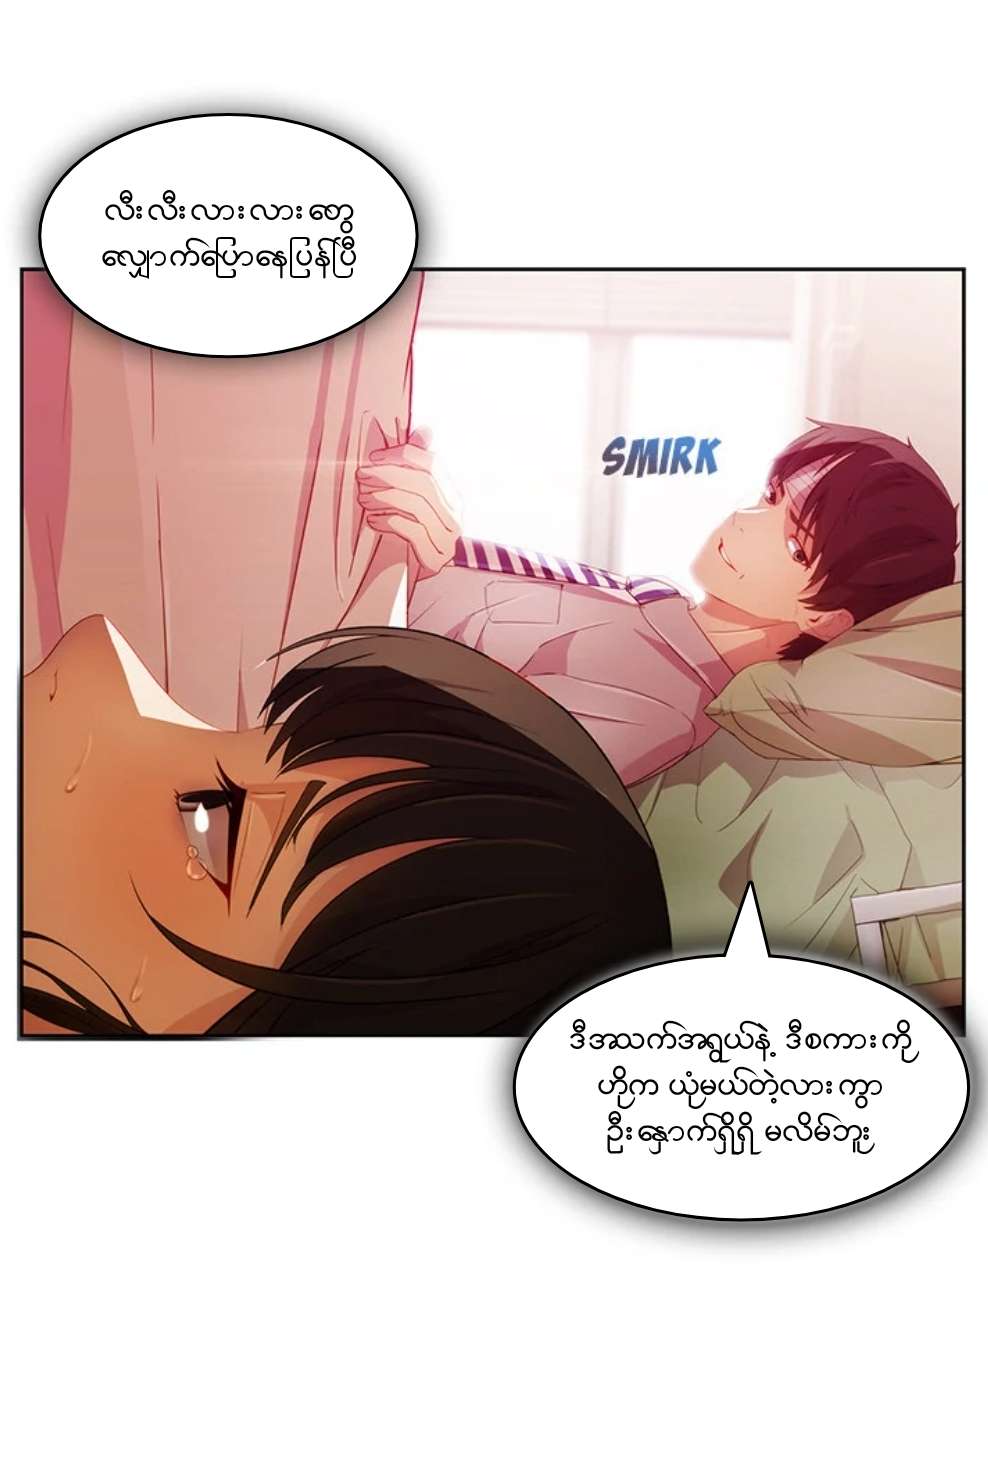 လီးလီးလားလားတွေ
လျှောက်ပြောနေပြန်ပြီ
SMIRK
ဒီအသက်အရွယ်နဲ့ ဒီစကားကို
ဟိုက ယုံမယ်တဲ့လားကွာ
ဦးနှောက်ရှိရှိ မလိမ်ဘူး